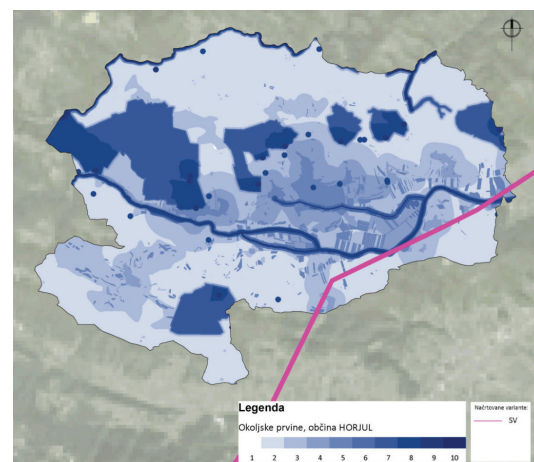 Legenda
Okoljske prvine, občina HORJUL
1 2 3 4 5 6 7 8 9 10
Načrtovane variante:
SV